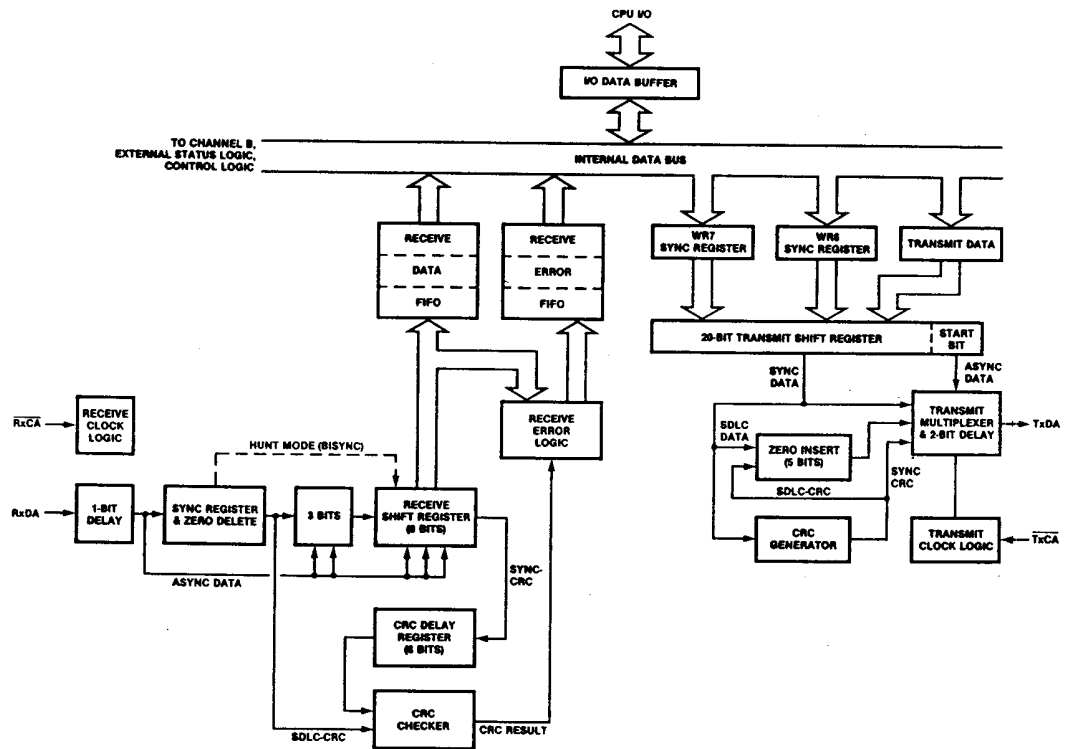 CPU I/O
I/O DATA BUFFER
TO CHANNEL B,
EXTERNAL STATUS LOGIC,
CONTROL LOGIC
INTERNAL DATA BUS
RECEIVE
DATA
FIFO
RECEIVE
ERROR
FIFO
WR7
SYNC REGISTER
WR6
SYNC REGISTER
TRANSMIT DATA
20-BIT TRANSMIT SHIFT REGISTER
START
BIT
SYNC
DATA
ASYNC
DATA
RxCA
RECEIVE
CLOCK
LOGIC
RECEIVE
ERROR
LOGIC
TRANSMIT
MULTIPLEXER
& 2-BIT DELAY
TxDA
HUNT MODE (BISYNC)
SDLC
DATA
ZERO INSERT
(5 BITS)
SYNC
CRC
SDLC-CRC
RxDA
1-BIT
DELAY
SYNC REGISTER
& ZERO DELETE
3 BITS
RECEIVE
SHIFT REGISTER
(8 BITS)
CRC
GENERATOR
TRANSMIT
CLOCK LOGIC
TxCA
ASYNC DATA
SYNC-
CRC
CRC DELAY
REGISTER
(8 BITS)
CRC
CHECKER
SDLC-CRC
CRC RESULT